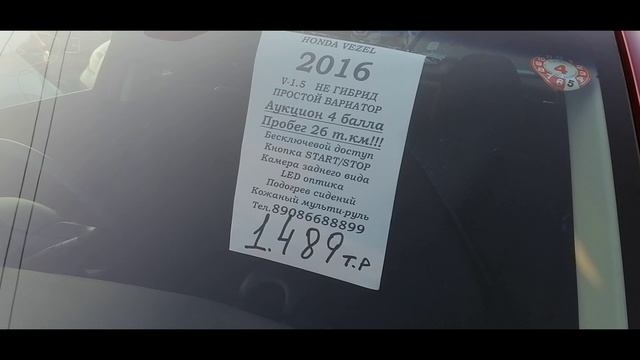 HONDA VEZEL
2016
V-1.5 НЕ ГИБРИД
ПРОСТОЙ ВАРИАТОР
Аукцион 4 балла
Пробег 26 т.км!!!
Бесключевой доступ
Кнопка START/STOP
Камера заднего вида
LED оптика
Подогрев сидений
Кожаный мульти-руль
Тел.89086688899
1.489 т.р
4